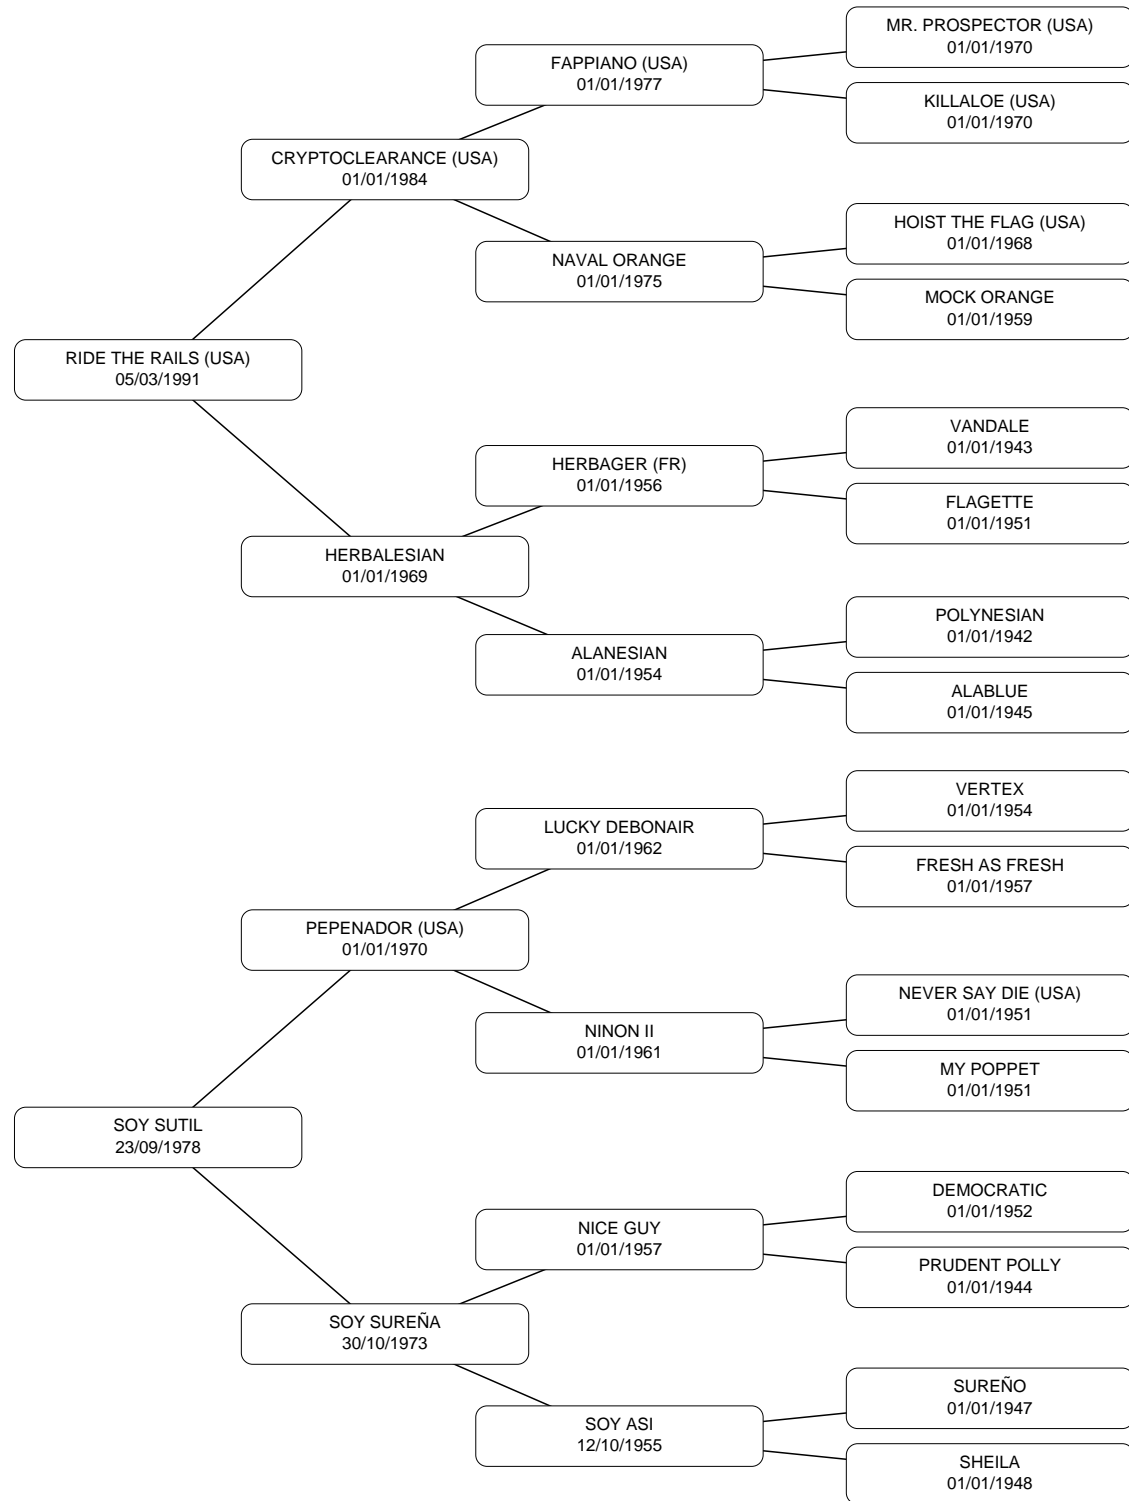 MR. PROSPECTOR (USA)
01/01/1970
FAPPIANO (USA)
01/01/1977
KILLALOE (USA)
01/01/1970
CRYPTOCLEARANCE (USA)
01/01/1984
HOIST THE FLAG (USA)
01/01/1968
NAVAL ORANGE
01/01/1975
MOCK ORANGE
01/01/1959
RIDE THE RAILS (USA)
05/03/1991
VANDALE
01/01/1943
HERBAGER (FR)
01/01/1956
FLAGETTE
01/01/1951
HERBALESIAN
01/01/1969
POLYNESIAN
01/01/1942
ALANESIAN
01/01/1954
ALABLUE
01/01/1945
VERTEX
01/01/1954
LUCKY DEBONAIR
01/01/1962
FRESH AS FRESH
01/01/1957
PEPENADOR (USA)
01/01/1970
NEVER SAY DIE (USA)
01/01/1951
NINON II
01/01/1961
MY POPPET
01/01/1951
SOY SUTIL
23/09/1978
DEMOCRATIC
01/01/1952
NICE GUY
01/01/1957
PRUDENT POLLY
01/01/1944
SOY SUREÑA
30/10/1973
SUREÑO
01/01/1947
SOY ASI
12/10/1955
SHEILA
01/01/1948